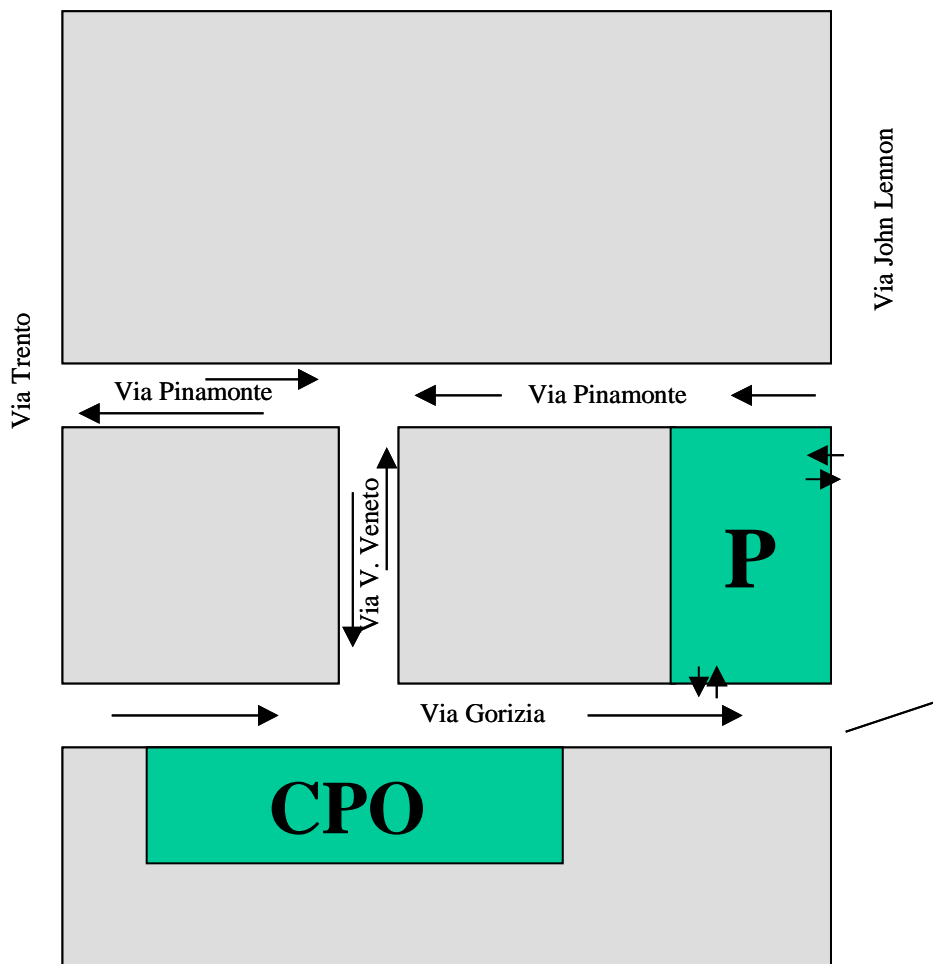 Via John Lennon
Via Trento
Via Pinamonte
Via Pinamonte
Via V. Veneto
P
Via Gorizia
CPO